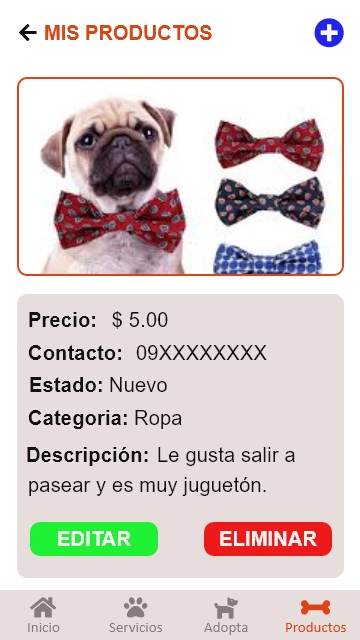 MIS PRODUCTOS
Precio: $ 5.00
Contacto: 09XXXXXXXX
Estado: Nuevo
Categoria: Ropa
Descripción: Le gusta salir a
pasear y es muy juguetón.
EDITAR ELIMINAR
Inicio Servicios Adopta Productos